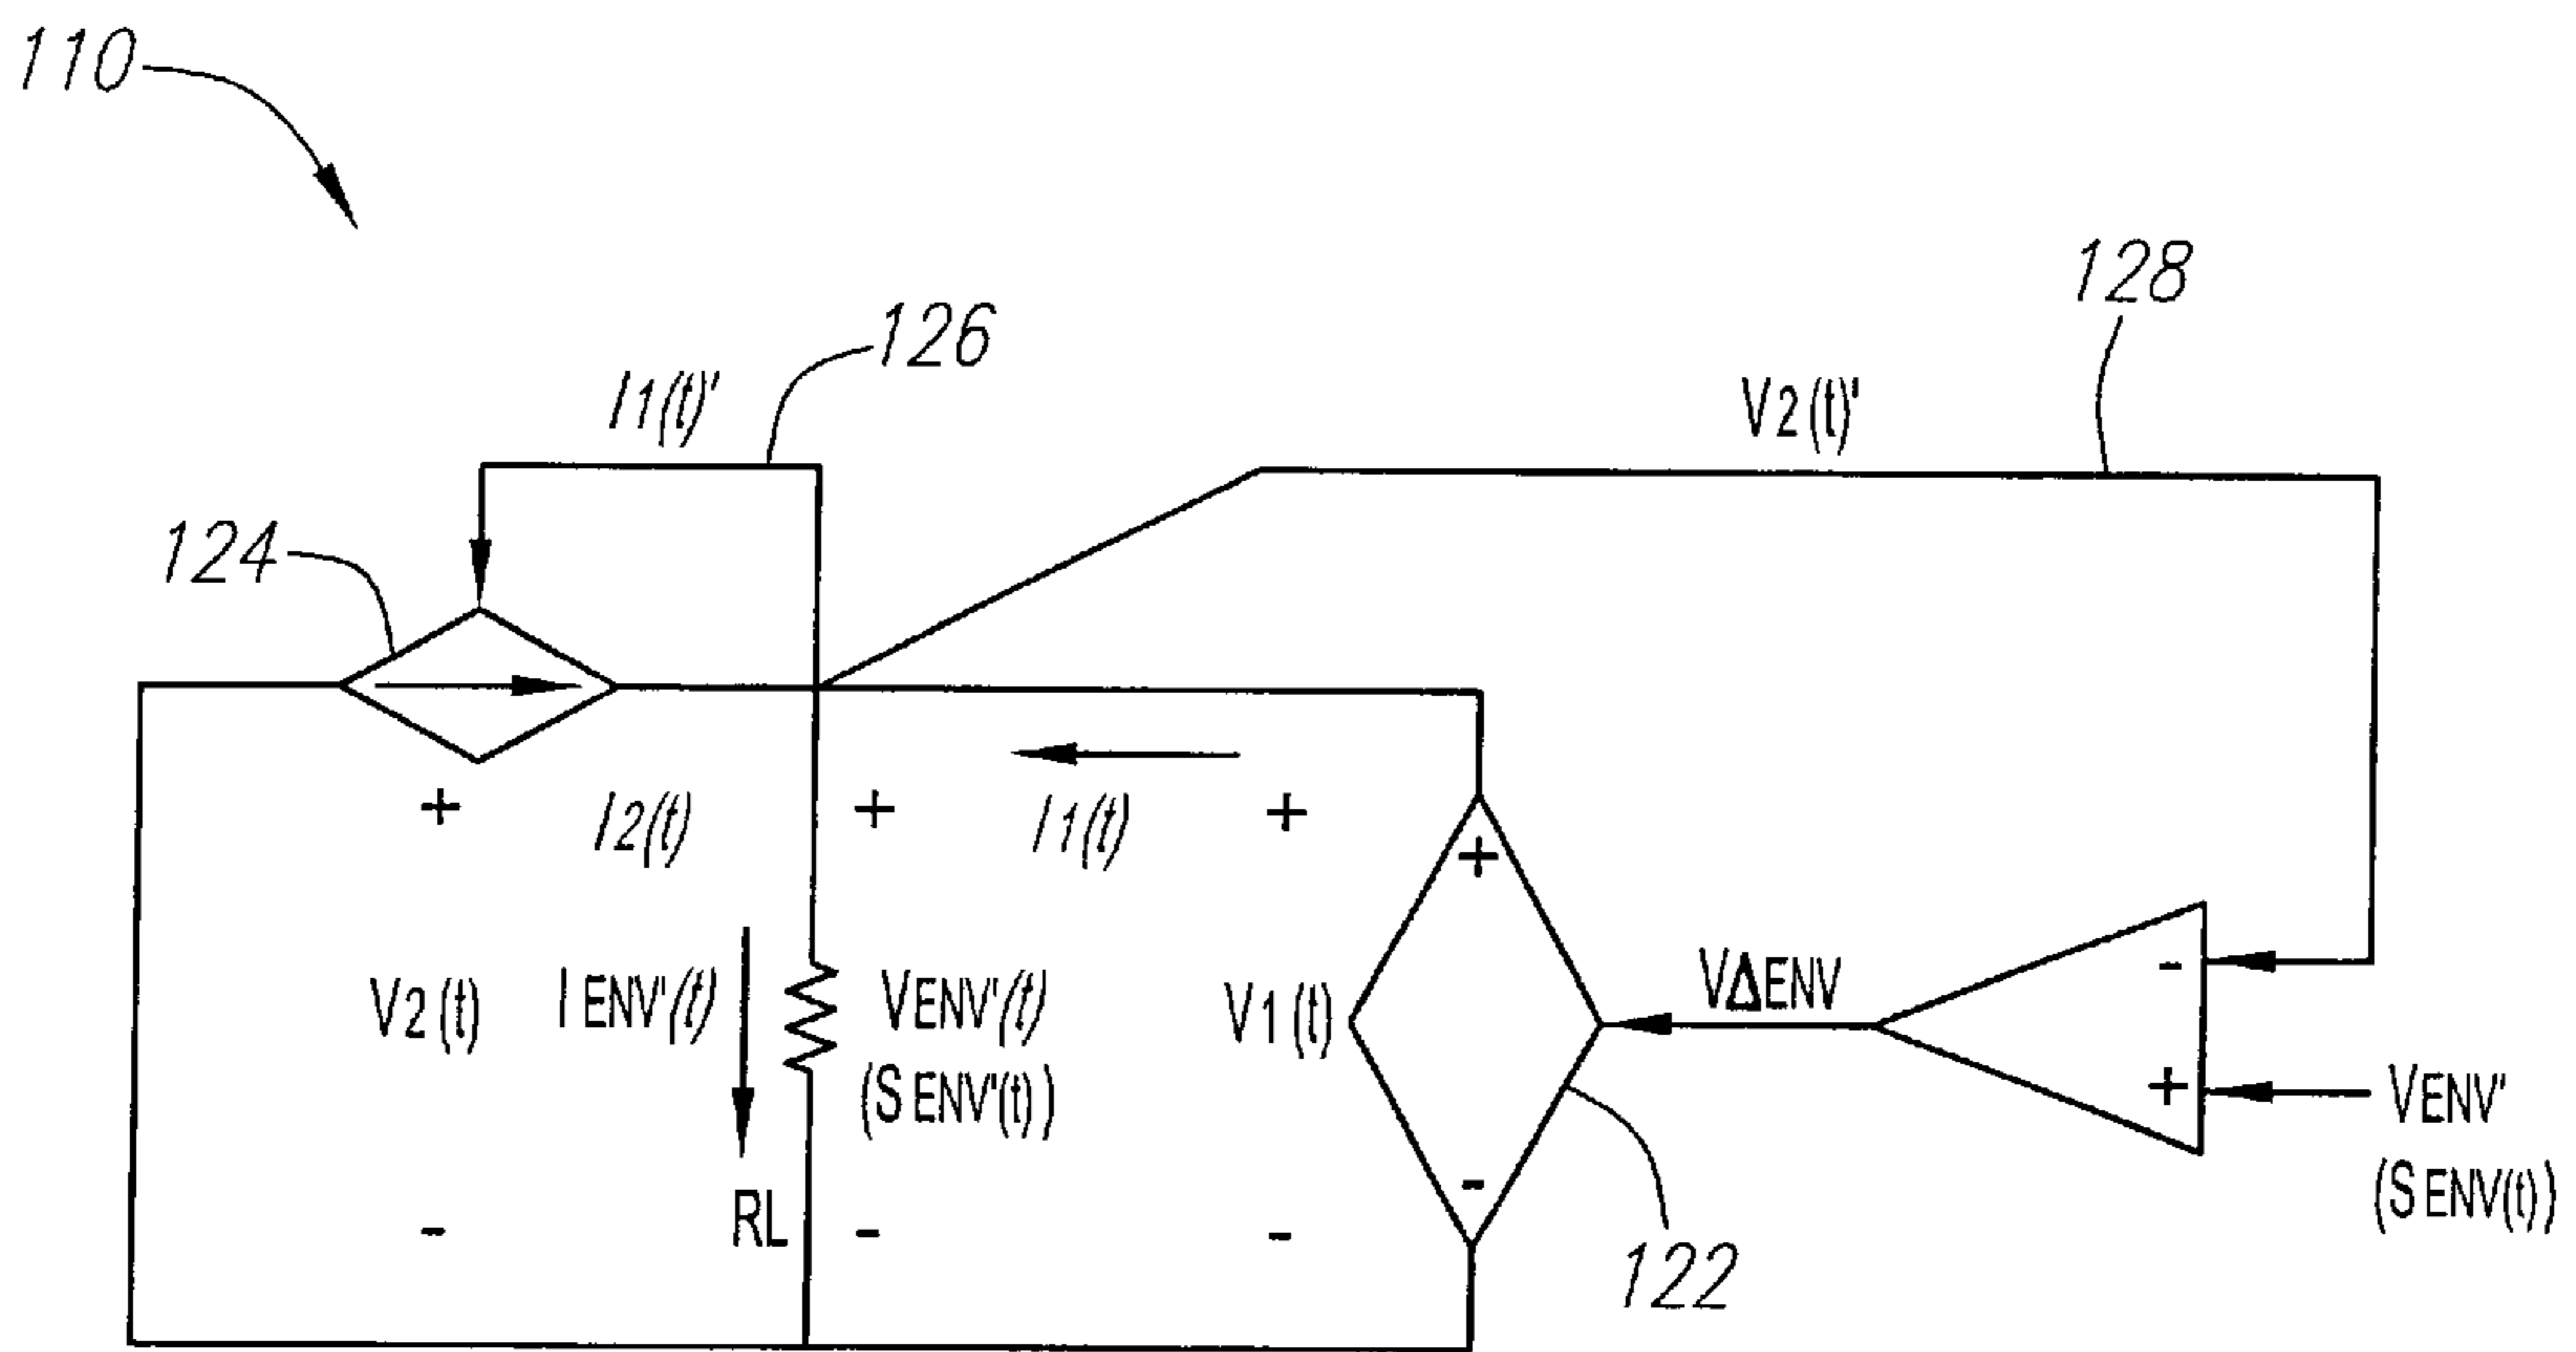 110
128
126
I1(t)'
V2(t)'
124
+
I2(t)
+
I1(t)
+
+
V2(t)
IENV'(t)
VENV'(t)
(SENV'(t))
V1(t)
VΔENV
-
+
VENV'
(SENV(t))
-
RL
-
-
-
122